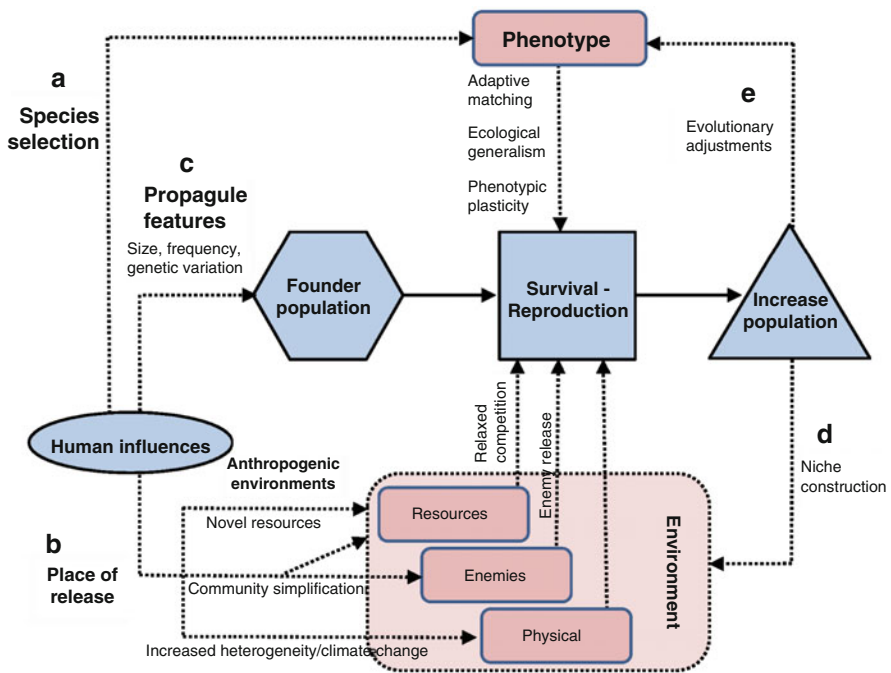 Phenotype
a
Species
selection
Adaptive
matching
Ecological
generalism
Phenotypic
plasticity
e
Evolutionary
adjustments
c
Propagule
features
Size, frequency,
genetic variation
Founder
population
Survival -
Reproduction
Increase
population
Human influences
Relaxed
competition
Enemy release
d
Niche
construction
Anthropogenic
environments
Novel resources
Resources
Environment
b
Place of
release
Community simplification
Enemies
Physical
Increased heterogeneity/climate change